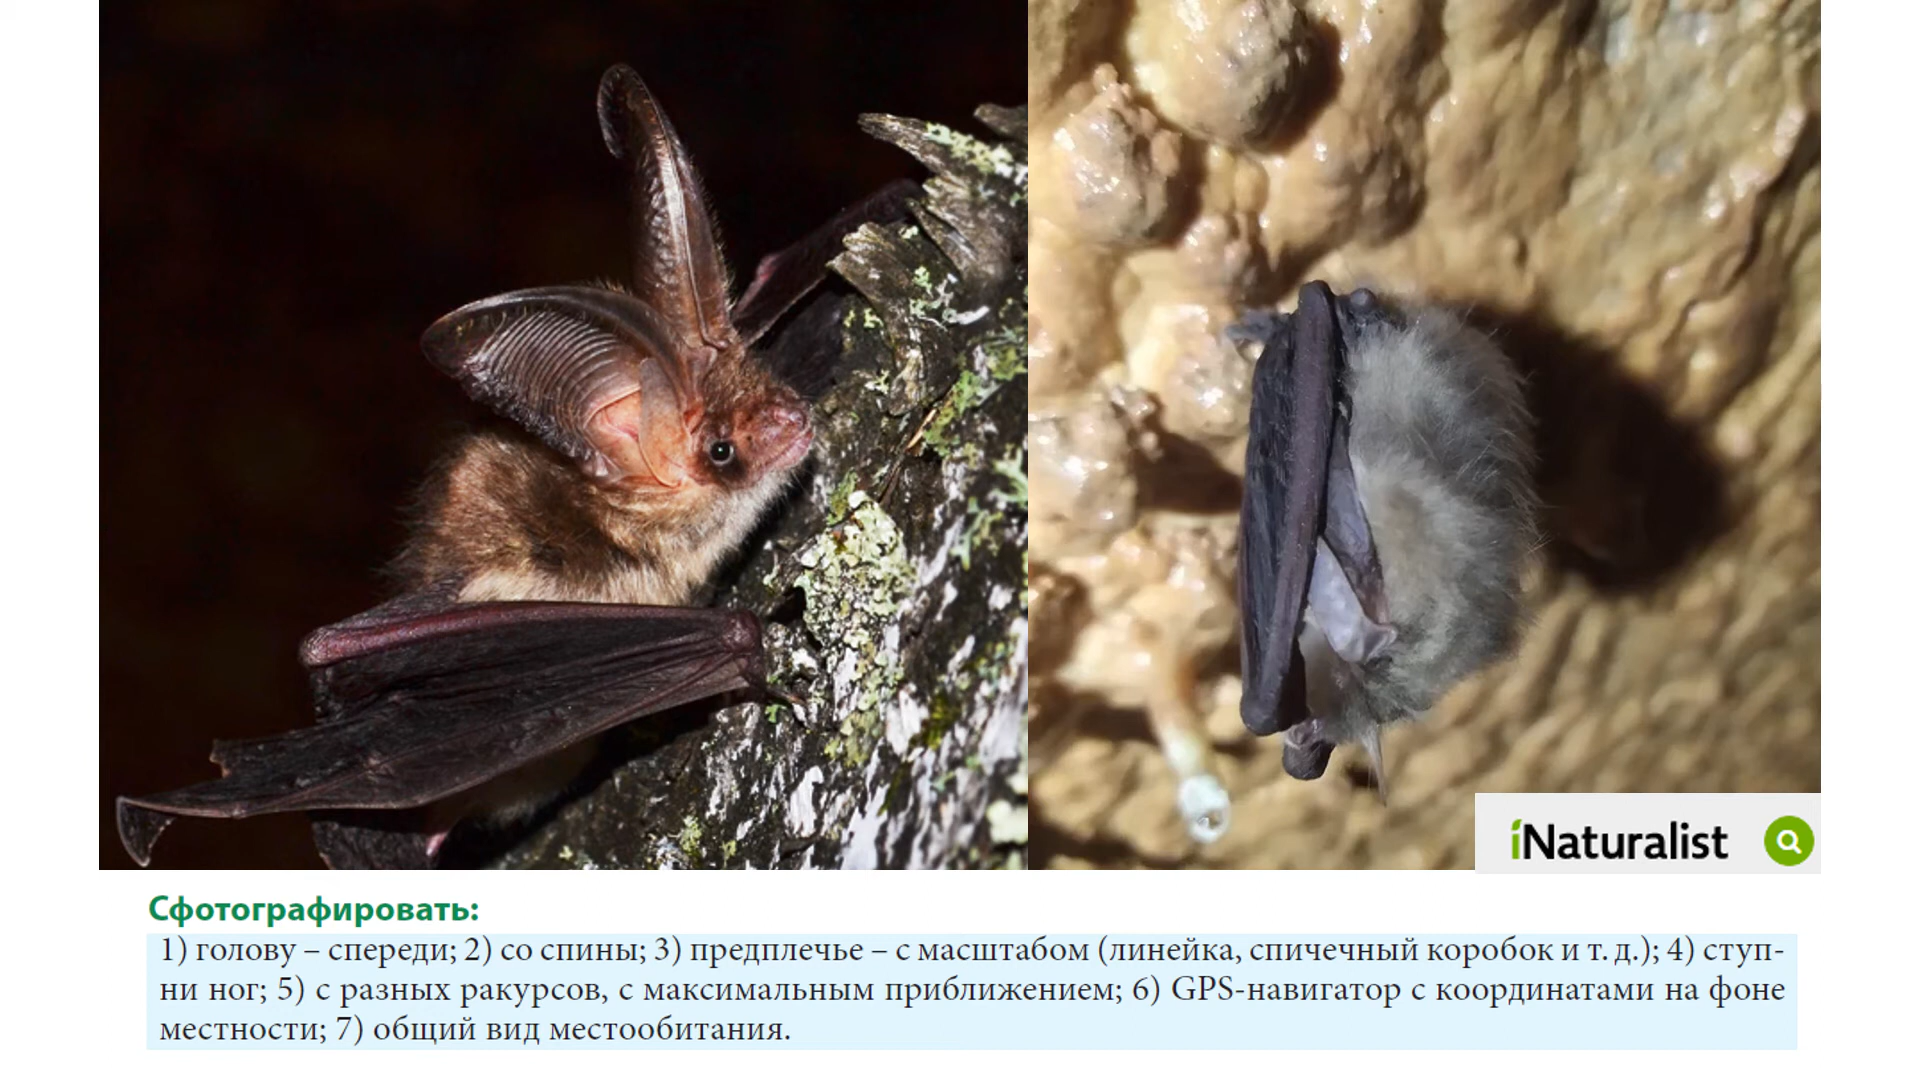 iNaturalist
Сфотографировать:
1) голову – спереди; 2) со спины; 3) предплечье – с масштабом (линейка, спичечный коробок и т. д.); 4) ступ-
ни ног; 5) с разных ракурсов, с максимальным приближением; 6) GPS-навигатор с координатами на фоне
местности; 7) общий вид местообитания.